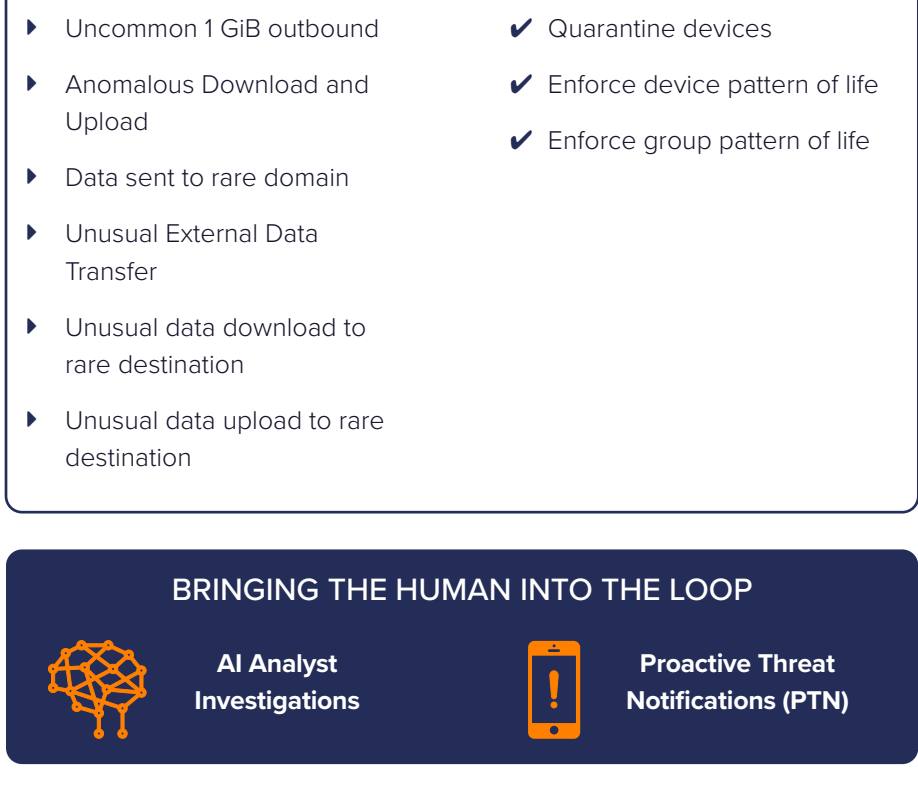 Uncommon 1 GiB outbound
Anomalous Download and
Upload
Data sent to rare domain
Unusual External Data
Transfer
Unusual data download to
rare destination
Unusual data upload to rare
destination
✔ Quarantine devices
✔ Enforce device pattern of life
✔ Enforce group pattern of life
BRINGING THE HUMAN INTO THE LOOP
AI Analyst
Investigations
Proactive Threat
Notifications (PTN)